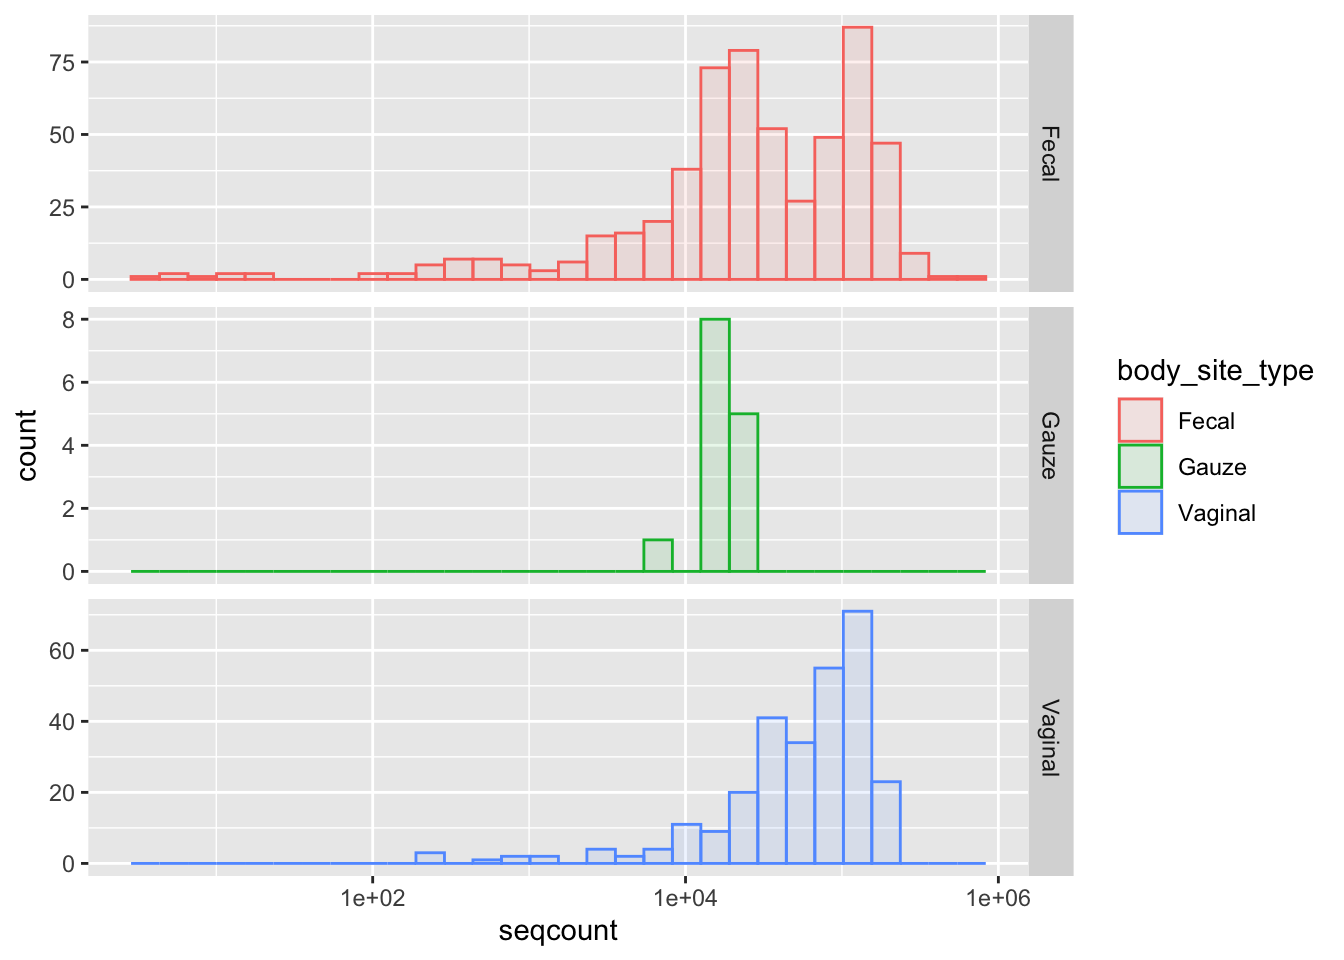 75
50
25
0
Fecal
8
6
4
2
0
Gauze
60
40
20
0
Vaginal
count
1e+02
1e+04
1e+06
seqcount
body_site_type
Fecal
Gauze
Vaginal